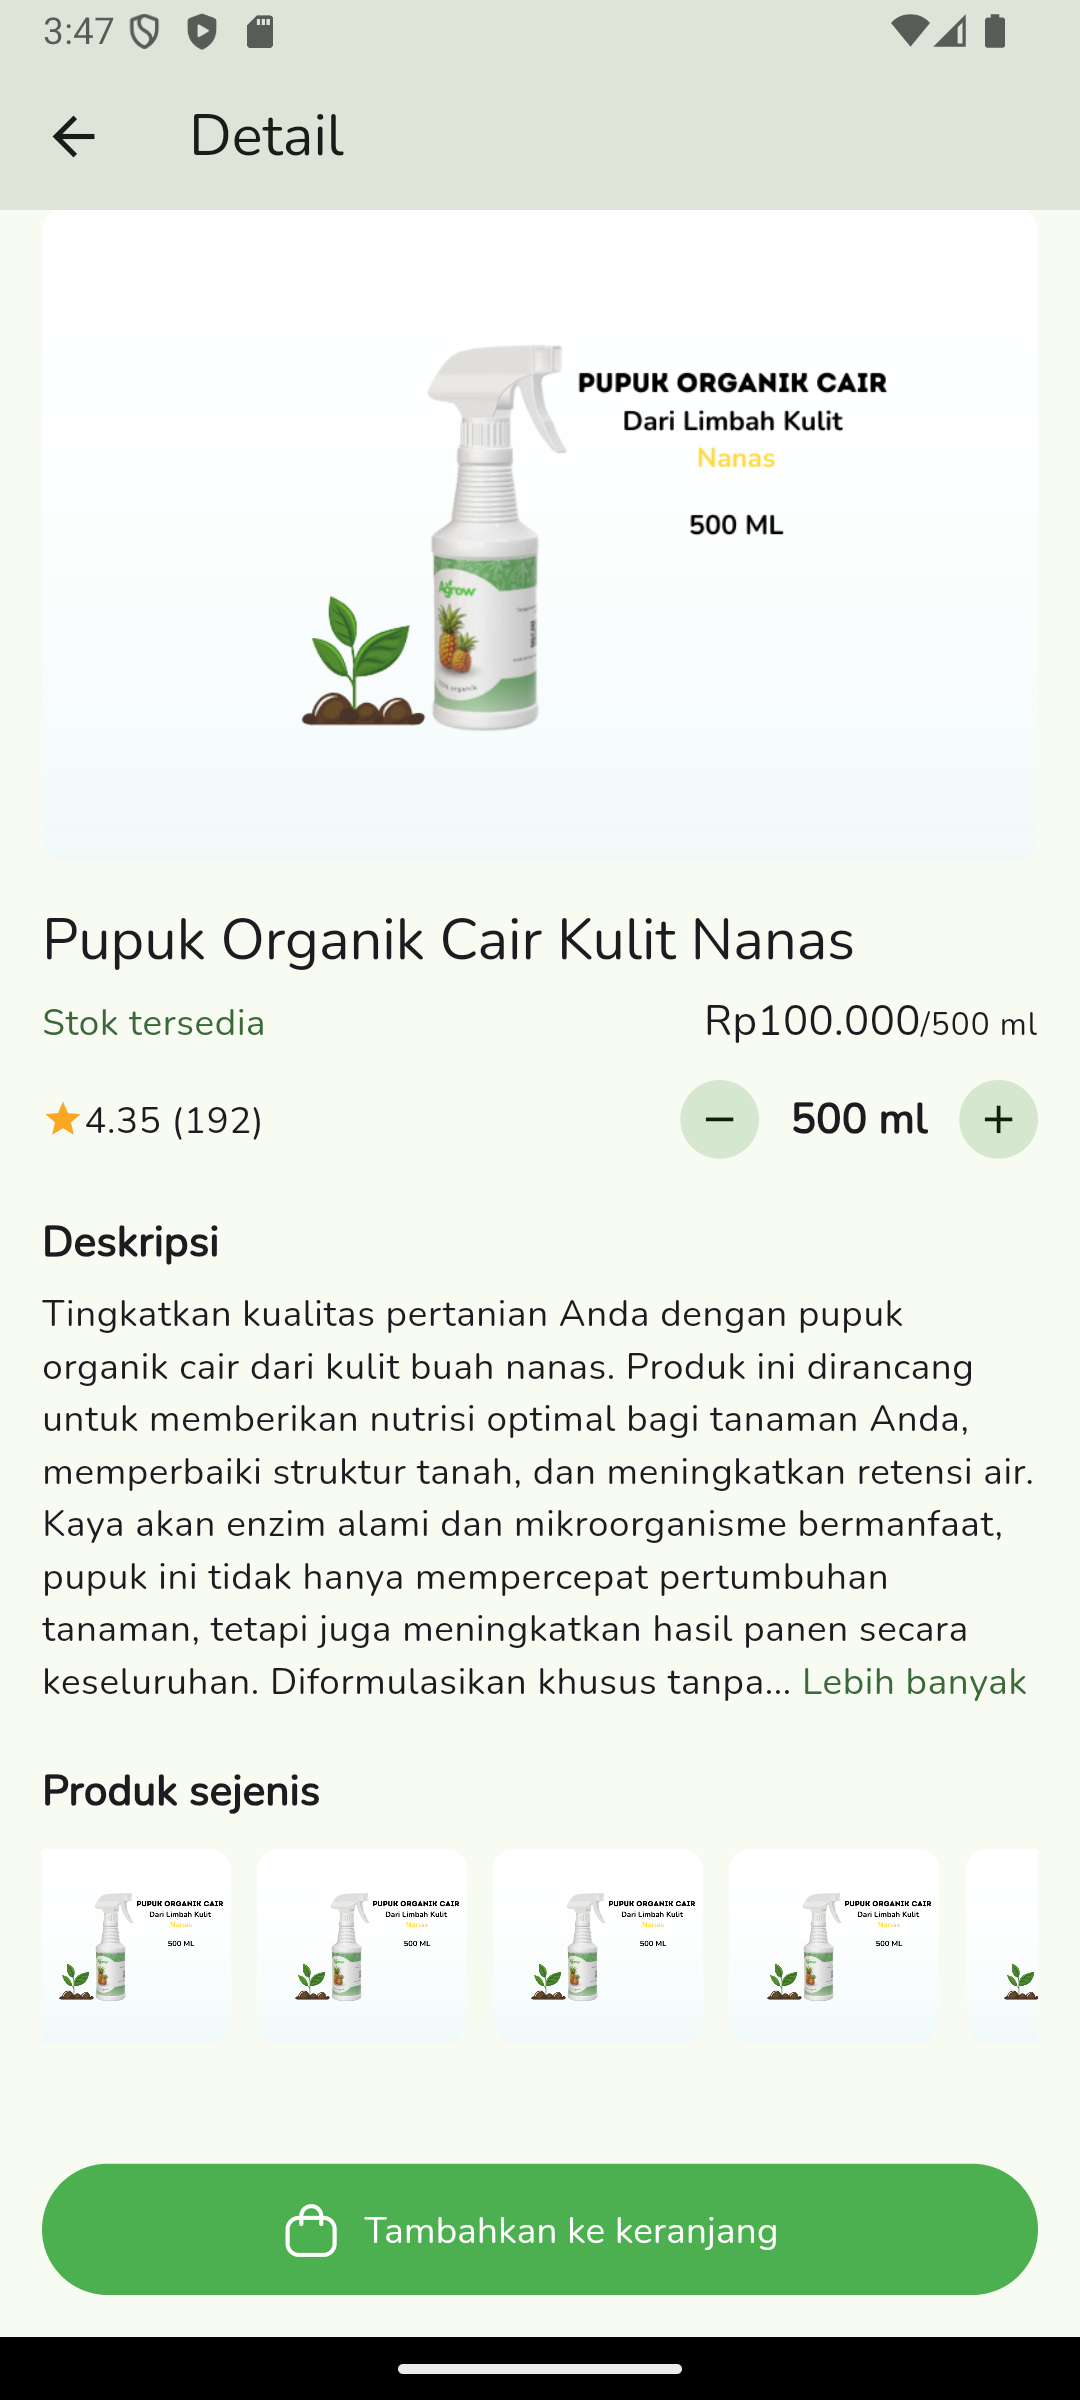 3:47
Detail
PUPUK ORGANIK CAIR
Dari Limbah Kulit
Nanas
500 ML
Agrow
Pupuk Organik Cair Kulit Nanas
Stok tersedia
Rp100.000/500 ml
4.35 (192)
500 ml
Deskripsi
Tingkatkan kualitas pertanian Anda dengan pupuk
organik cair dari kulit buah nanas. Produk ini dirancang
untuk memberikan nutrisi optimal bagi tanaman Anda,
memperbaiki struktur tanah, dan meningkatkan retensi air.
Kaya akan enzim alami dan mikroorganisme bermanfaat,
pupuk ini tidak hanya mempercepat pertumbuhan
tanaman, tetapi juga meningkatkan hasil panen secara
keseluruhan. Diformulasikan khusus tanpa... Lebih banyak
Produk sejenis
PUPUK ORGANIK CAIR
Dari Limbah Kulit
Nanas
500 ML
PUPUK ORGANIK CAIR
Dari Limbah Kulit
Nanas
500 ML
PUPUK ORGANIK CAIR
Dari Limbah Kulit
Nanas
500 ML
PUPUK ORGANIK CAIR
Dari Limbah Kulit
Nanas
500 ML
Tambahkan ke keranjang